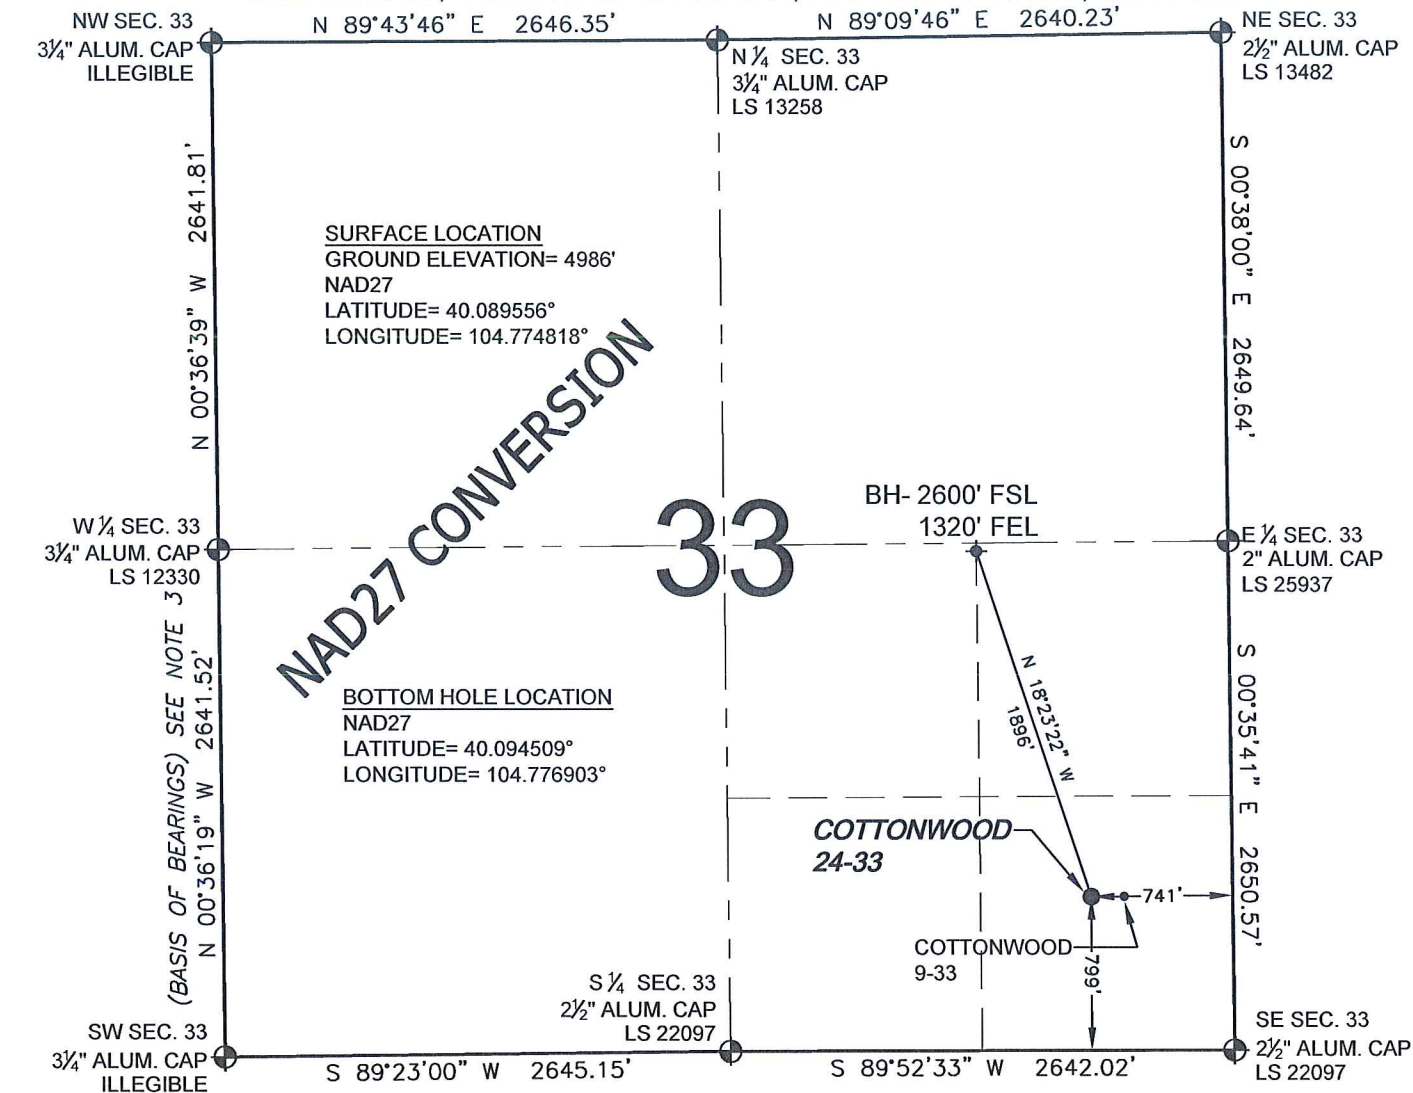 N 89°43'46" E 2646.35'
N 89°09'46" E 2640.23'
NW SEC. 33
3¼" ALUM. CAP
ILLEGIBLE
N ¼ SEC. 33
3¼" ALUM. CAP
LS 13258
NE SEC. 33
2½" ALUM. CAP
LS 13482
N 00°36'39" W 2641.81'
S 00°38'00" E 2649.64'
SURFACE LOCATION
GROUND ELEVATION= 4986'
NAD27
LATITUDE= 40.089556°
LONGITUDE= 104.774818°
NAD27 CONVERSION
33
BH- 2600' FSL
1320' FEL
W ¼ SEC. 33
3¼" ALUM. CAP
LS 12330
E ¼ SEC. 33
2" ALUM. CAP
LS 25937
(BASIS OF BEARINGS) SEE NOTE 3
N 00°36'19" W 2641.52'
S 00°35'41" E 2650.57'
BOTTOM HOLE LOCATION
NAD27
LATITUDE= 40.094509°
LONGITUDE= 104.776903°
N 18°23'22" W
1896'
COTTONWOOD
24-33
741'
COTTONWOOD
9-33
799'
S ¼ SEC. 33
2½" ALUM. CAP
LS 22097
SW SEC. 33
3¼" ALUM. CAP
ILLEGIBLE
SE SEC. 33
2½" ALUM. CAP
LS 22097
S 89°23'00" W 2645.15'
S 89°52'33" W 2642.02'